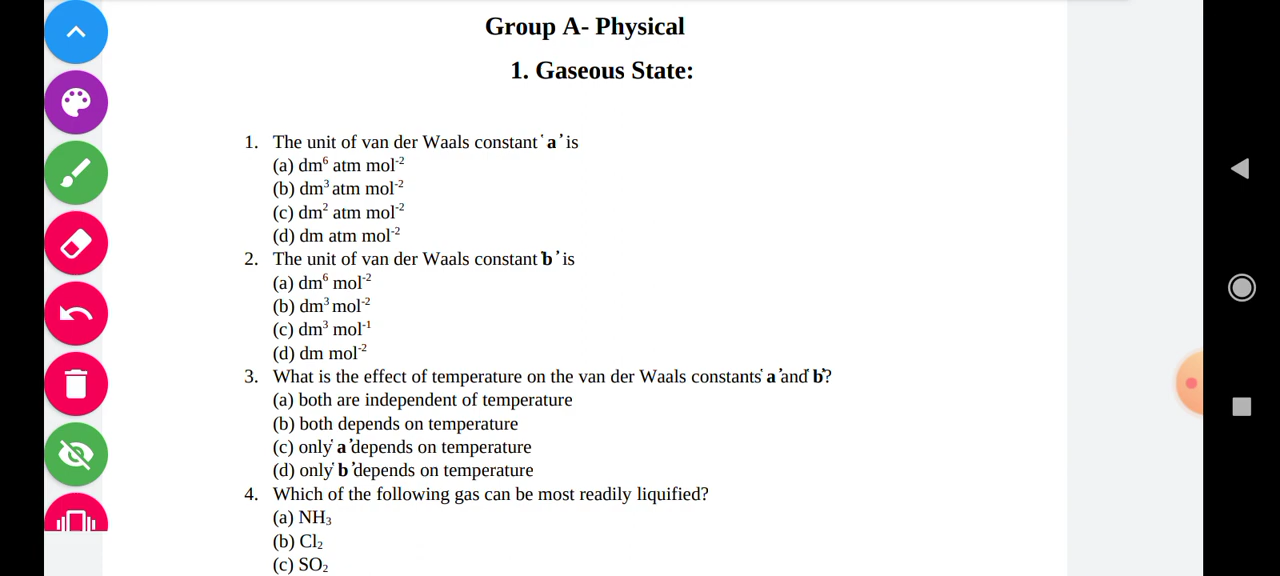 Group A- Physical
1. Gaseous State:
1. The unit of van der Waals constant ‘a’ is
(a) dm⁶ atm mol⁻²
(b) dm³ atm mol⁻²
(c) dm² atm mol⁻²
(d) dm atm mol⁻²
2. The unit of van der Waals constant ‘b’ is
(a) dm⁶ mol⁻²
(b) dm³ mol⁻²
(c) dm³ mol⁻¹
(d) dm mol⁻²
3. What is the effect of temperature on the van der Waals constants ‘a’ and ‘b’?
(a) both are independent of temperature
(b) both depends on temperature
(c) only ‘a’ depends on temperature
(d) only ‘b’ depends on temperature
4. Which of the following gas can be most readily liquified?
(a) NH₃
(b) Cl₂
(c) SO₂